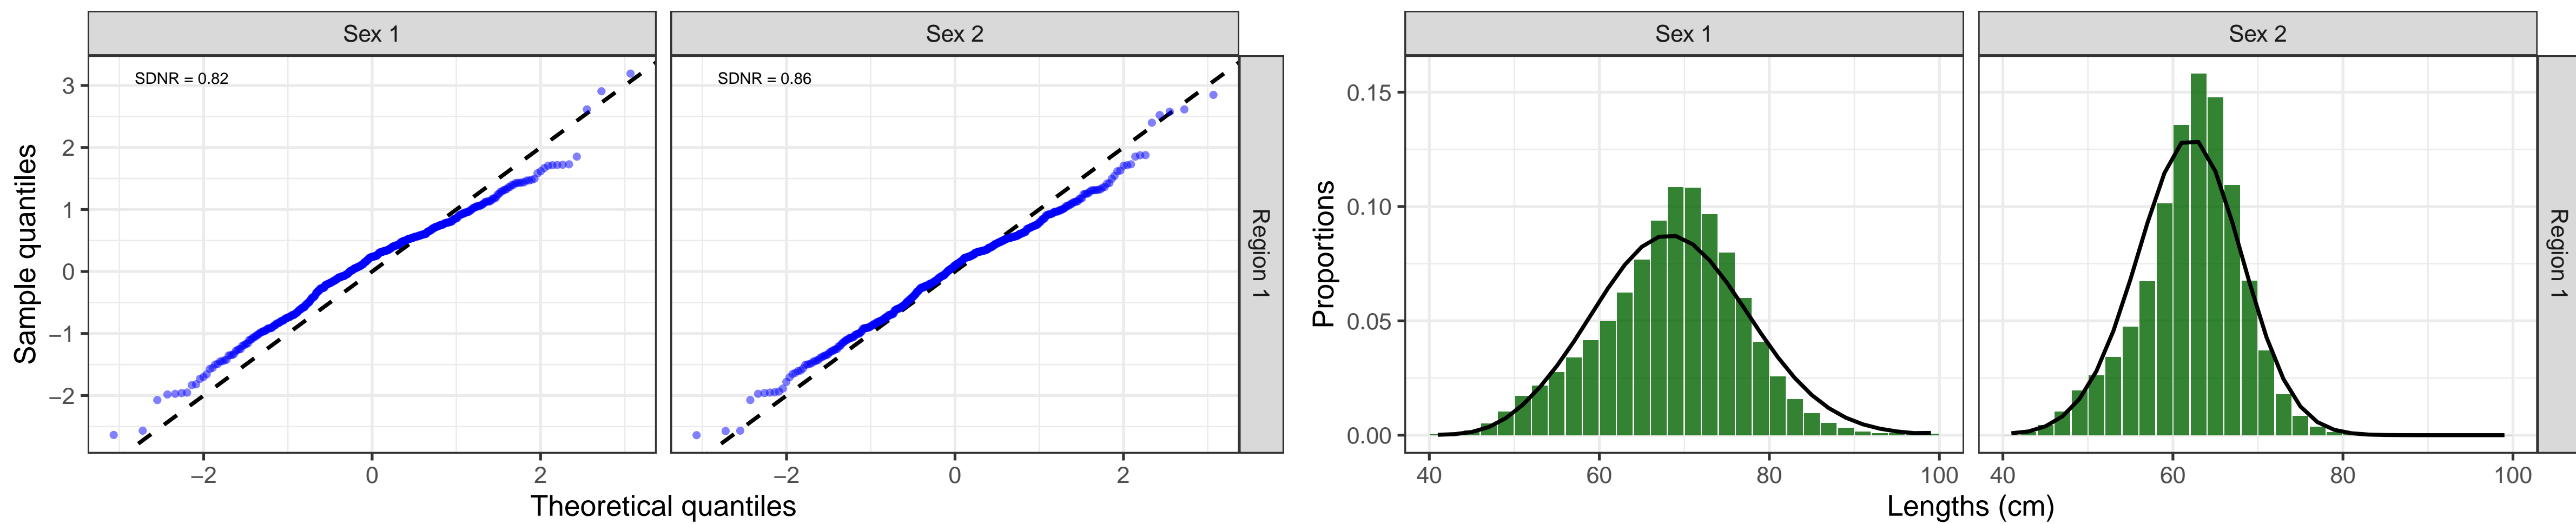 Sex 1
Sex 2
SDNR = 0.82
SDNR = 0.86
3
2
1
0
−1
−2
Sample quantiles
−2
0
2
−2
0
2
Theoretical quantiles
Region 1
Sex 1
Sex 2
0.15
0.10
0.05
0.00
Proportions
40
60
80
100
40
60
80
100
Lengths (cm)
Region 1